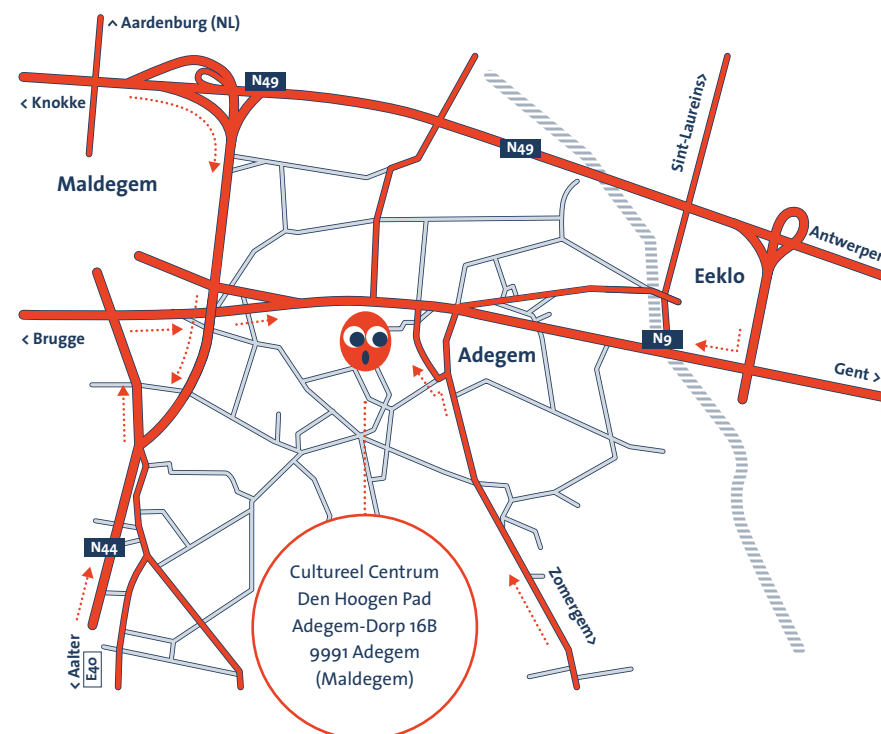 ^ Aardenburg (NL)
N49
< Knokke
Sint-Laureins>
N49
Maldegem
Antwerpen
Eeklo
< Brugge
N9
Adegem
Gent >
N44
Cultureel Centrum
Den Hoogen Pad
Adegem-Dorp 16B
9991 Adegem
(Maldegem)
Zomergem>
< Aalter
E40